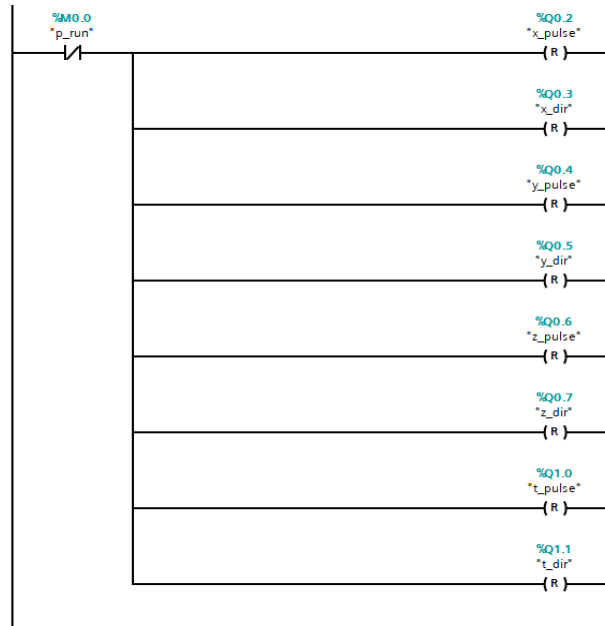 %M0.0
"p_run"
%Q0.2
"x_pulse"
R
%Q0.3
"x_dir"
R
%Q0.4
"y_pulse"
R
%Q0.5
"y_dir"
R
%Q0.6
"z_pulse"
R
%Q0.7
"z_dir"
R
%Q1.0
"t_pulse"
R
%Q1.1
"t_dir"
R